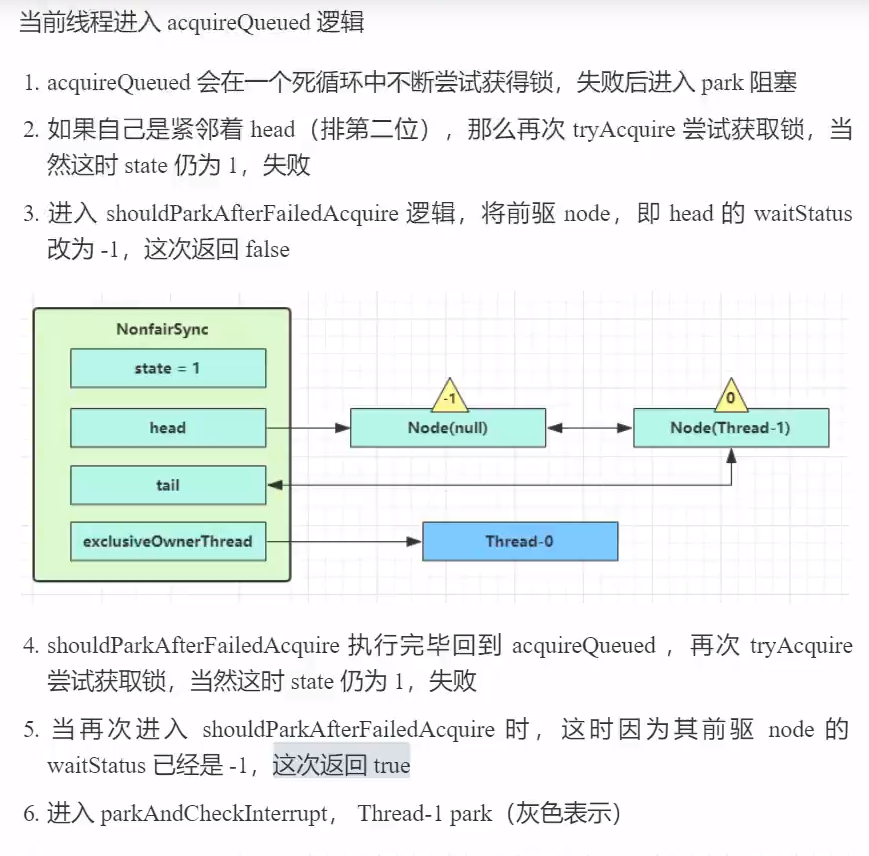 当前线程进入 acquireQueued 逻辑
1. acquireQueued 会在一个死循环中不断尝试获得锁，失败后进入 park 阻塞
2. 如果自己是紧邻着 head（排第二位），那么再次 tryAcquire 尝试获取锁，当
然这时 state 仍为 1，失败
3. 进入 shouldParkAfterFailedAcquire 逻辑，将前驱 node，即 head 的 waitStatus
改为 -1，这次返回 false
NonfairSync
state = 1
-1
0
head
Node(null)
Node(Thread-1)
tail
exclusiveOwnerThread
Thread-0
4. shouldParkAfterFailedAcquire 执行完毕回到 acquireQueued ，再次 tryAcquire
尝试获取锁，当然这时 state 仍为 1，失败
5. 当再次进入 shouldParkAfterFailedAcquire 时，这时因为其前驱 node 的
waitStatus 已经是 -1，这次返回 true
6. 进入 parkAndCheckInterrupt， Thread-1 park（灰色表示）